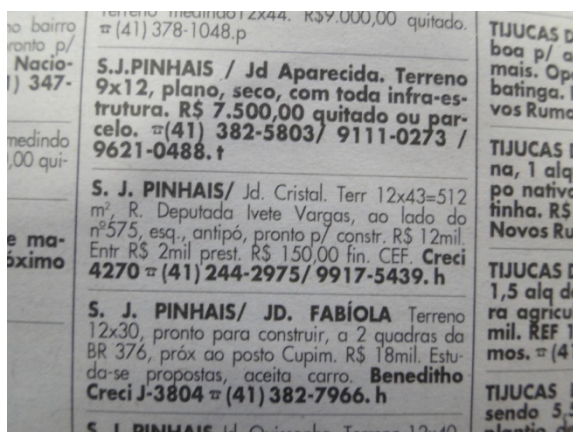 o bairro
pronto p/
Nacio-
) 347-
medindo
,00 qui-
e ma-
óximo
Terreno medindo12x44. R$9.000,00 quitado.
☎(41) 378-1048.p
S.J.PINHAIS / Jd Aparecida. Terreno
9x12, plano, seco, com toda infra-es-
trutura. R$ 7.500,00 quitado ou par-
celo. ☎(41) 382-5803/ 9111-0273 /
9621-0488. t
S. J. PINHAIS/ Jd. Cristal. Terr 12x43=512
m², R. Deputada Ivete Vargas, ao lado do
nº575, esq., antipó, pronto p/ constr. R$ 12mil.
Entr R$ 2mil prest. R$ 150,00 fin. CEF. Creci
4270 ☎(41) 244-2975/ 9917-5439. h
S. J. PINHAIS/ JD. FABÍOLA Terreno
12x30, pronto para construir, a 2 quadras da
BR 376, próx ao posto Cupim. R$ 18mil. Estu-
da-se propostas, aceita carro. Beneditho
Creci J-3804 ☎(41) 382-7966. h
S. J. PINHAIS Jd
TIJUCAS D
boa p/ a
mais. Op
batinga.
vos Rumo
TIJUCAS
na, 1 alq
po nativo
tinha. R$
Novos Ru
TIJUCAS D
1,5 alq d
ra agricu
mil. REF 1
mos. ☎(4
TIJUCAS
sendo 5,5